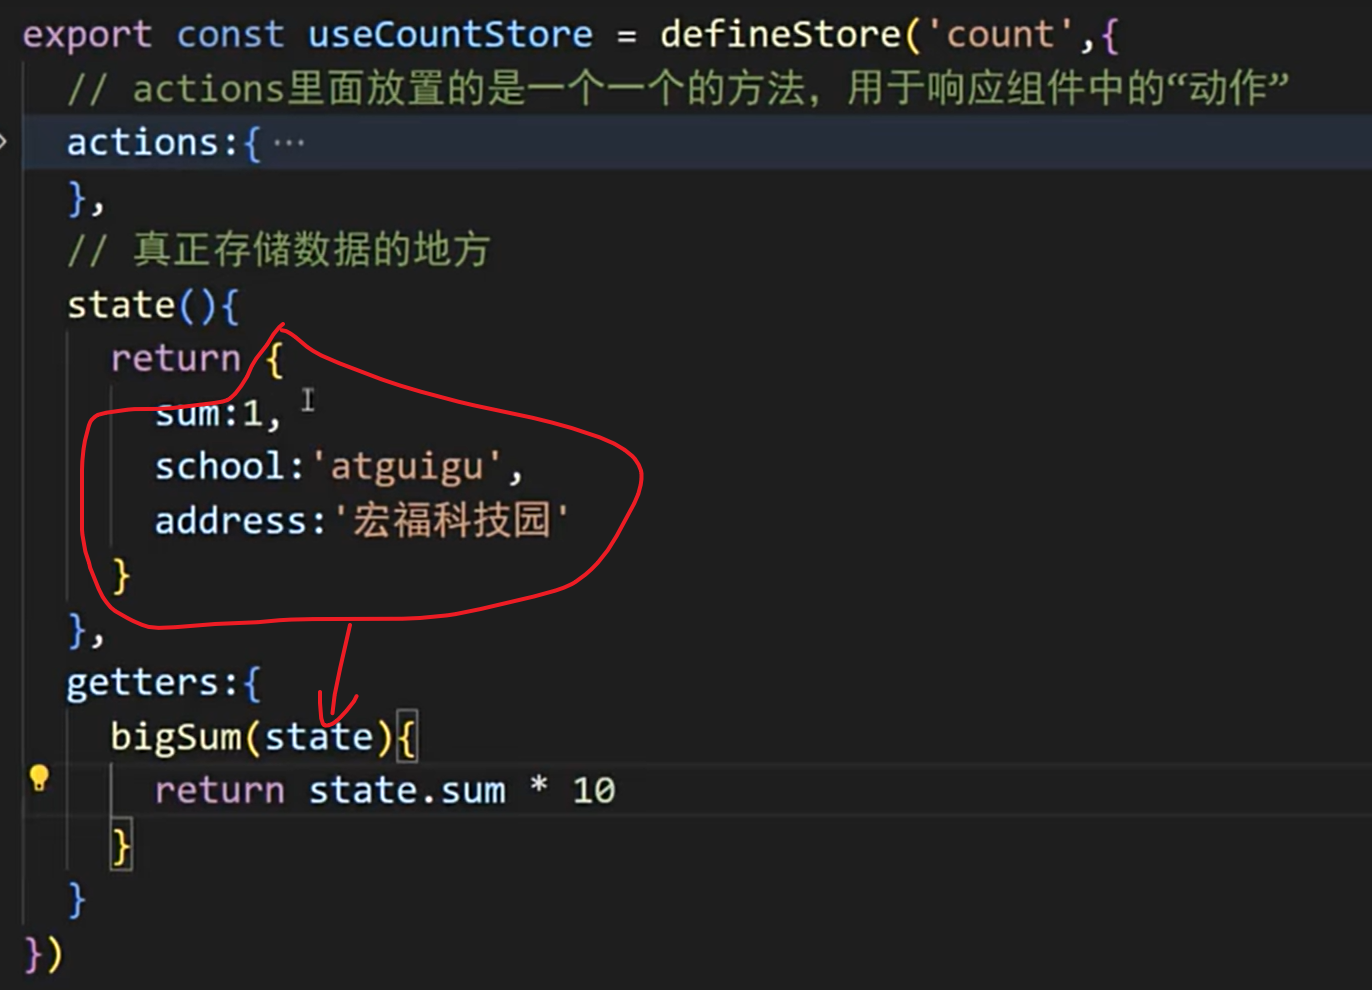 export const useCountStore = defineStore('count',{
// actions里面放置的是一个一个的方法，用于响应组件中的“动作”
actions:{ ···
},
// 真正存储数据的地方
state(){
return {
sum:1,
school:'atguigu',
address:'宏福科技园'
}
},
getters:{
bigSum(state){
return state.sum * 10
}
}
})